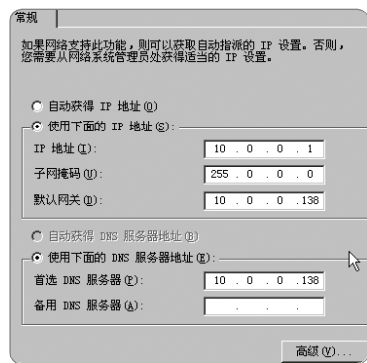 常规
如果网络支持此功能，则可以获取自动指派的 IP 设置。否则，
您需要从网络系统管理员处获得适当的 IP 设置。
自动获得 IP 地址(O)
使用下面的 IP 地址(S):
IP 地址(I): 10 . 0 . 0 . 1
子网掩码(U): 255 . 0 . 0 . 0
默认网关(D): 10 . 0 . 0 .138
自动获得 DNS 服务器地址(B)
使用下面的 DNS 服务器地址(E):
首选 DNS 服务器(P): 10 . 0 . 0 .138
备用 DNS 服务器(A): . . .
高级(V)...